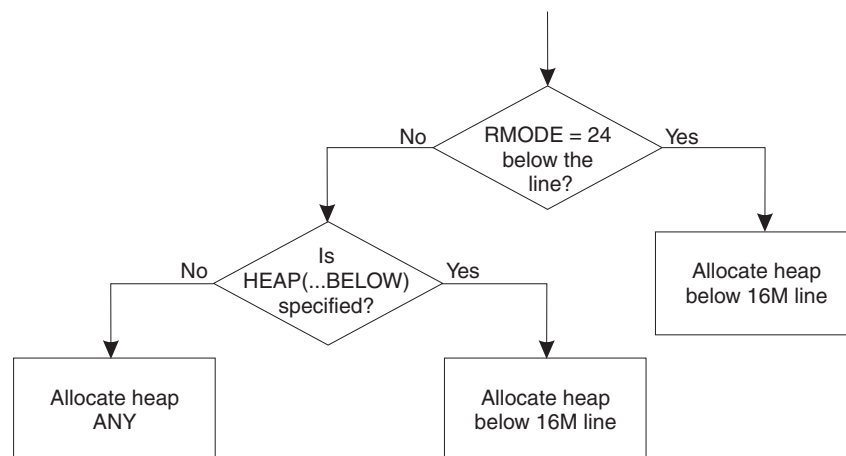 RMODE = 24
below the
line?
No
Yes
Is
HEAP(...BELOW)
specified?
No
Yes
Allocate heap
below 16M line
Allocate heap
ANY
Allocate heap
below 16M line